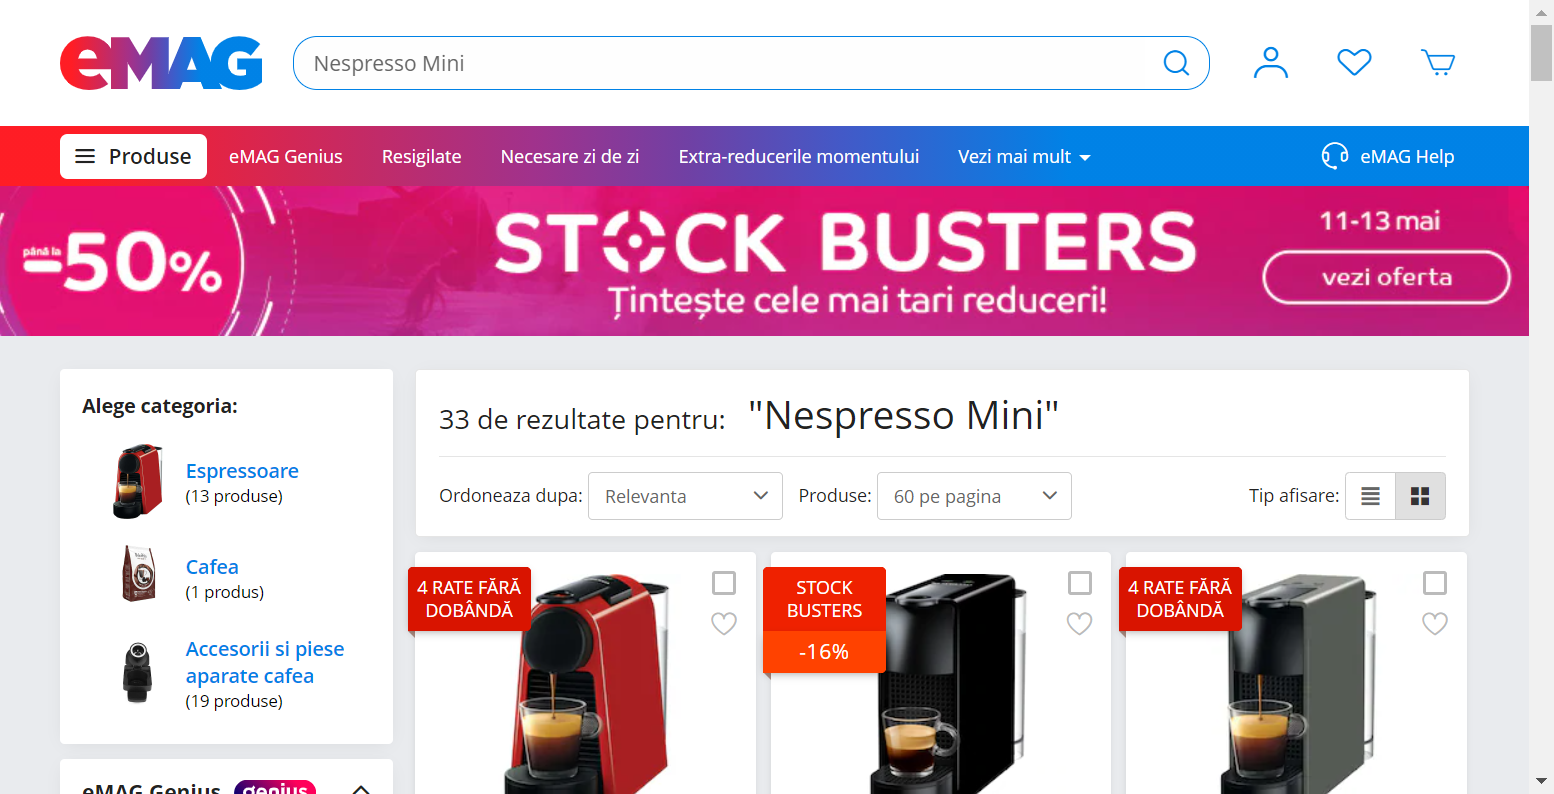 eMAG
Nespresso Mini
Produse
eMAG Genius
Resigilate
Necesare zi de zi
Extra-reducerile momentului
Vezi mai mult
eMAG Help
până la
-50%
STOCK BUSTERS
Țintește cele mai tari reduceri!
11-13 mai
vezi oferta
Alege categoria:
Espressoare
(13 produse)
Cafea
(1 produs)
Accesorii si piese
aparate cafea
(19 produse)
eMAG Genius genius
33 de rezultate pentru: "Nespresso Mini"
Ordoneaza dupa: Relevanta
Produse: 60 pe pagina
Tip afisare:
4 RATE FĂRĂ
DOBÂNDĂ
STOCK
BUSTERS
-16%
4 RATE FĂRĂ
DOBÂNDĂ